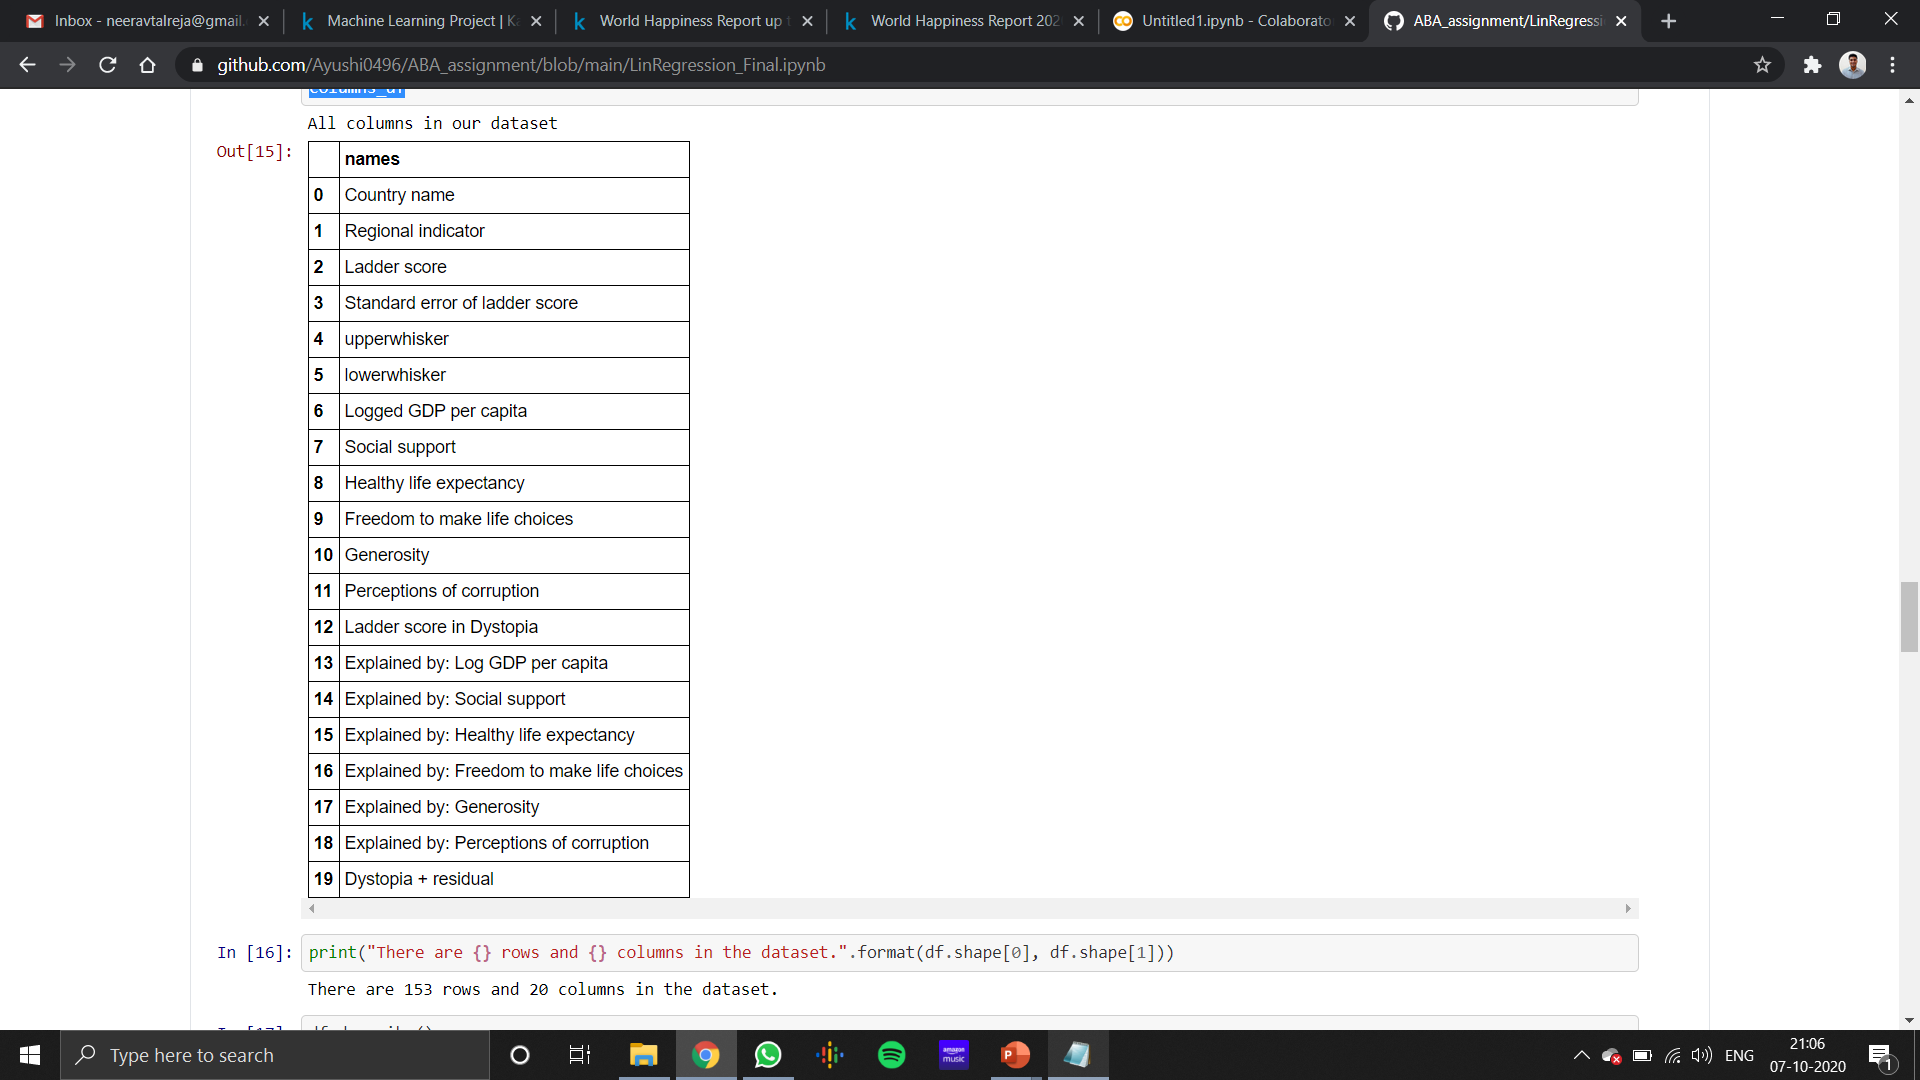 Inbox - neeravtalreja@gmail.
Machine Learning Project | K
World Happiness Report up
World Happiness Report 202
Untitled1.ipynb - Colaborato
ABA_assignment/LinRegressi
github.com/Ayushi0496/ABA_assignment/blob/main/LinRegression_Final.ipynb
columns_df
All columns in our dataset
Out[15]:
names
0 Country name
1 Regional indicator
2 Ladder score
3 Standard error of ladder score
4 upperwhisker
5 lowerwhisker
6 Logged GDP per capita
7 Social support
8 Healthy life expectancy
9 Freedom to make life choices
10 Generosity
11 Perceptions of corruption
12 Ladder score in Dystopia
13 Explained by: Log GDP per capita
14 Explained by: Social support
15 Explained by: Healthy life expectancy
16 Explained by: Freedom to make life choices
17 Explained by: Generosity
18 Explained by: Perceptions of corruption
19 Dystopia + residual
In [16]: print("There are {} rows and {} columns in the dataset.".format(df.shape[0], df.shape[1]))
There are 153 rows and 20 columns in the dataset.
Type here to search
amazon music
P
ENG
21:06
07-10-2020
1